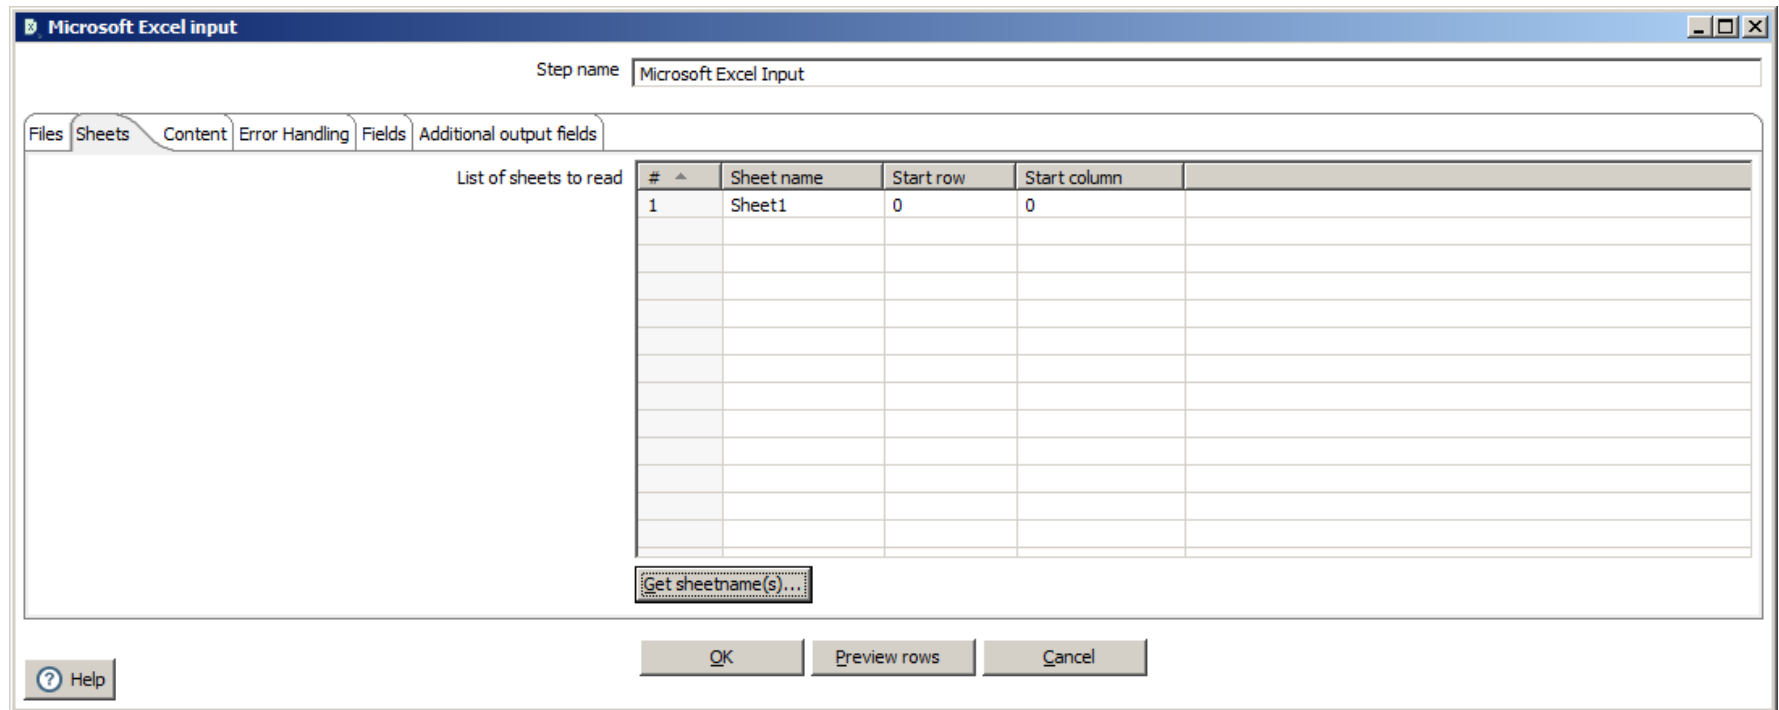 Microsoft Excel input
Step name Microsoft Excel Input
Files Sheets Content Error Handling Fields Additional output fields
List of sheets to read # Sheet name Start row Start column
1 Sheet1 0 0
Get sheetname(s)...
OK Preview rows Cancel
Help